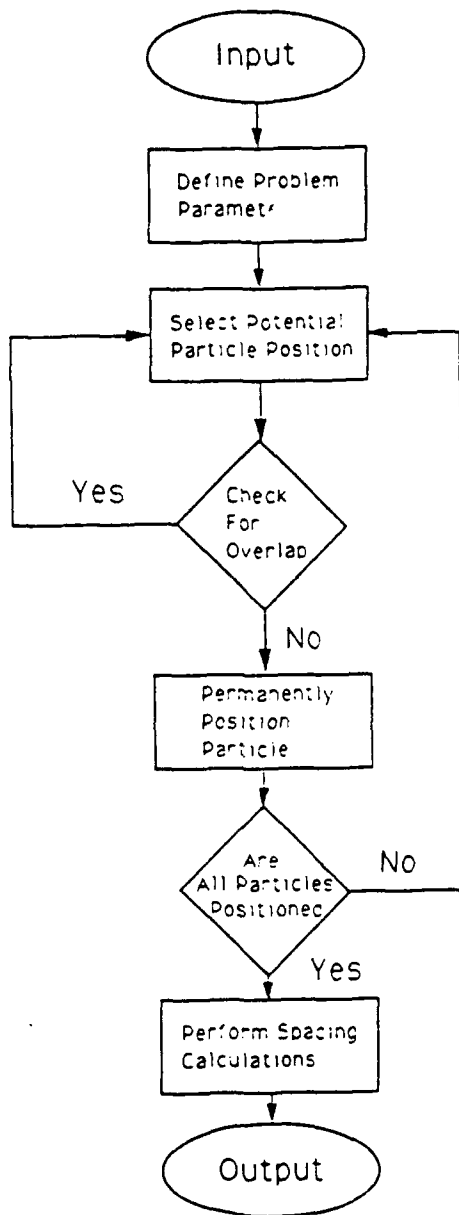 Input
Define Problem
Select Potential
Particle Position
Yes
Check
For
Overlap
No
Permanently
Position
Particle
Are
All Particles
Positioned
No
Yes
Perform Spacing
Calculations
Output